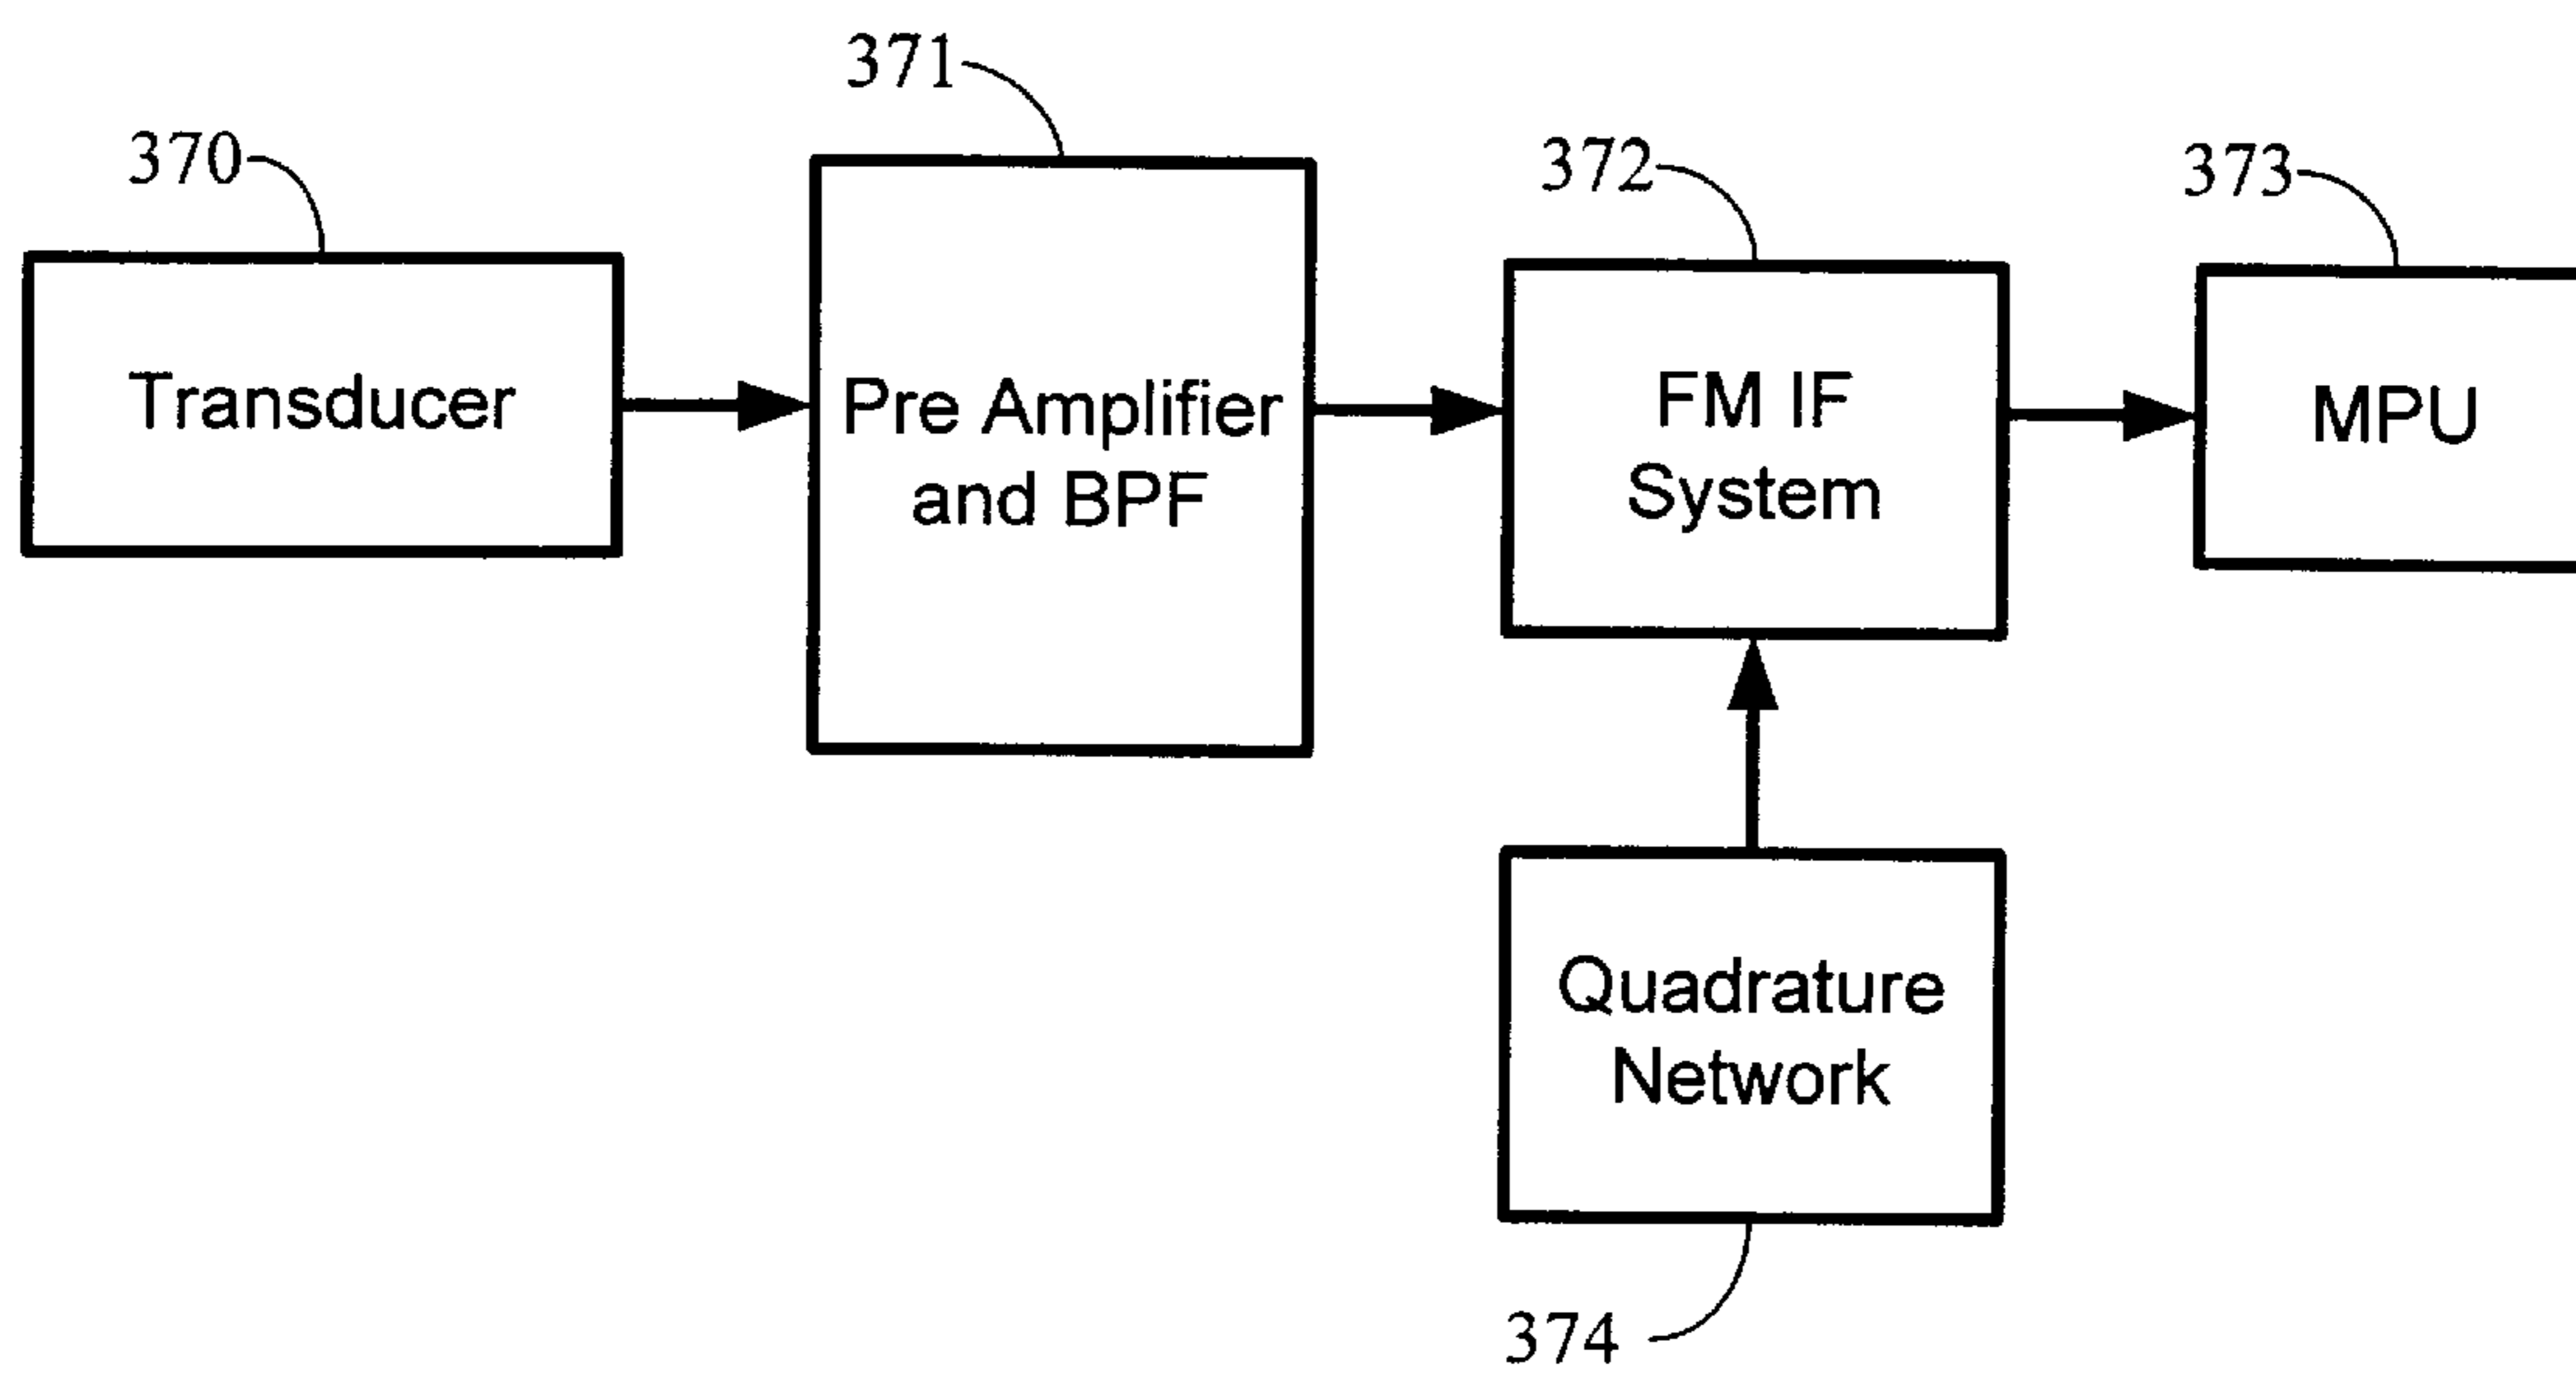 371
370
372
373
Transducer
Pre Amplifier
and BPF
FM IF
System
MPU
Quadrature
Network
374